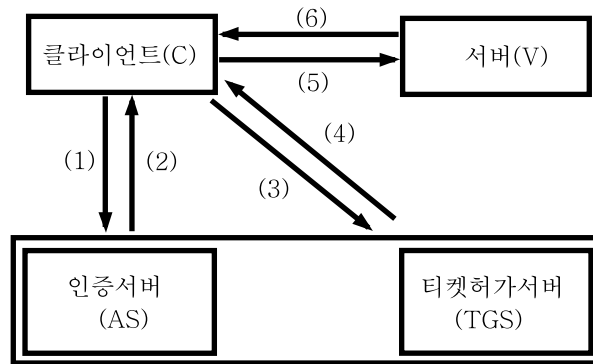 (6)
클라이언트(C)
서버(V)
(5)
(4)
(1)
(2)
(3)
인증서버
(AS)
티켓허가서버
(TGS)